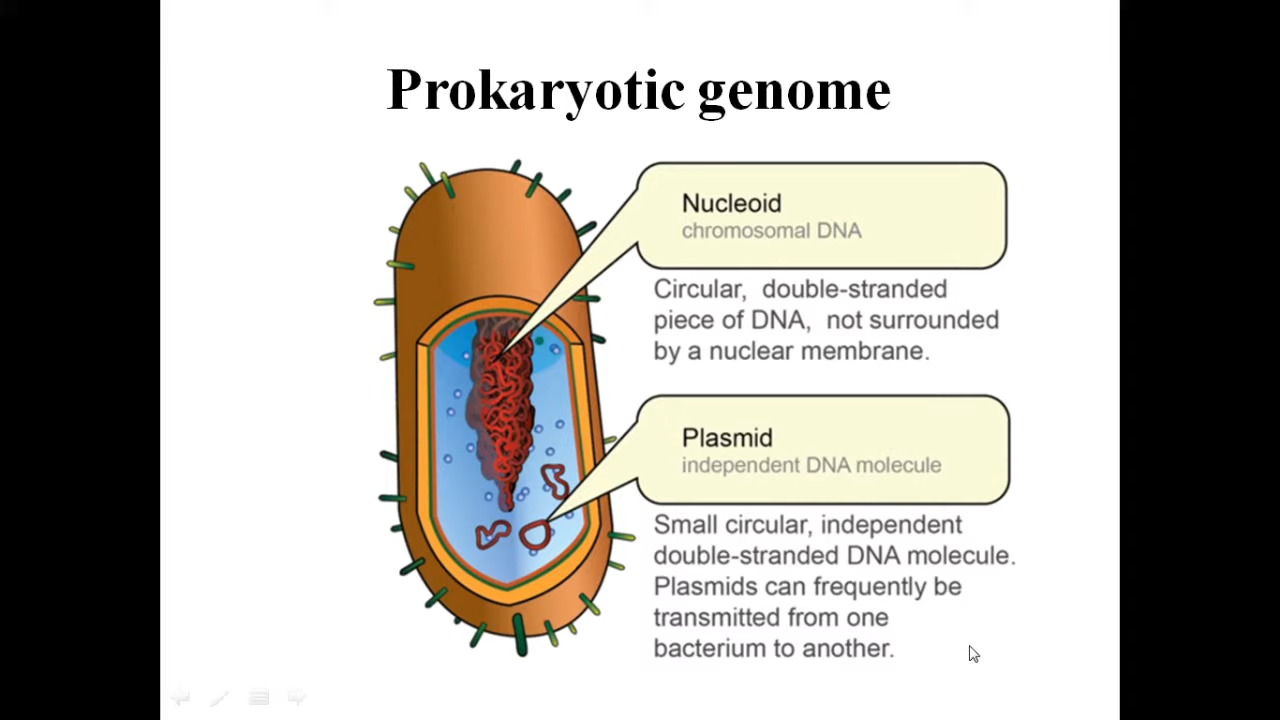 Prokaryotic genome
Nucleoid
chromosomal DNA
Circular, double-stranded
piece of DNA, not surrounded
by a nuclear membrane.
Plasmid
independent DNA molecule
Small circular, independent
double-stranded DNA molecule.
Plasmids can frequently be
transmitted from one
bacterium to another.